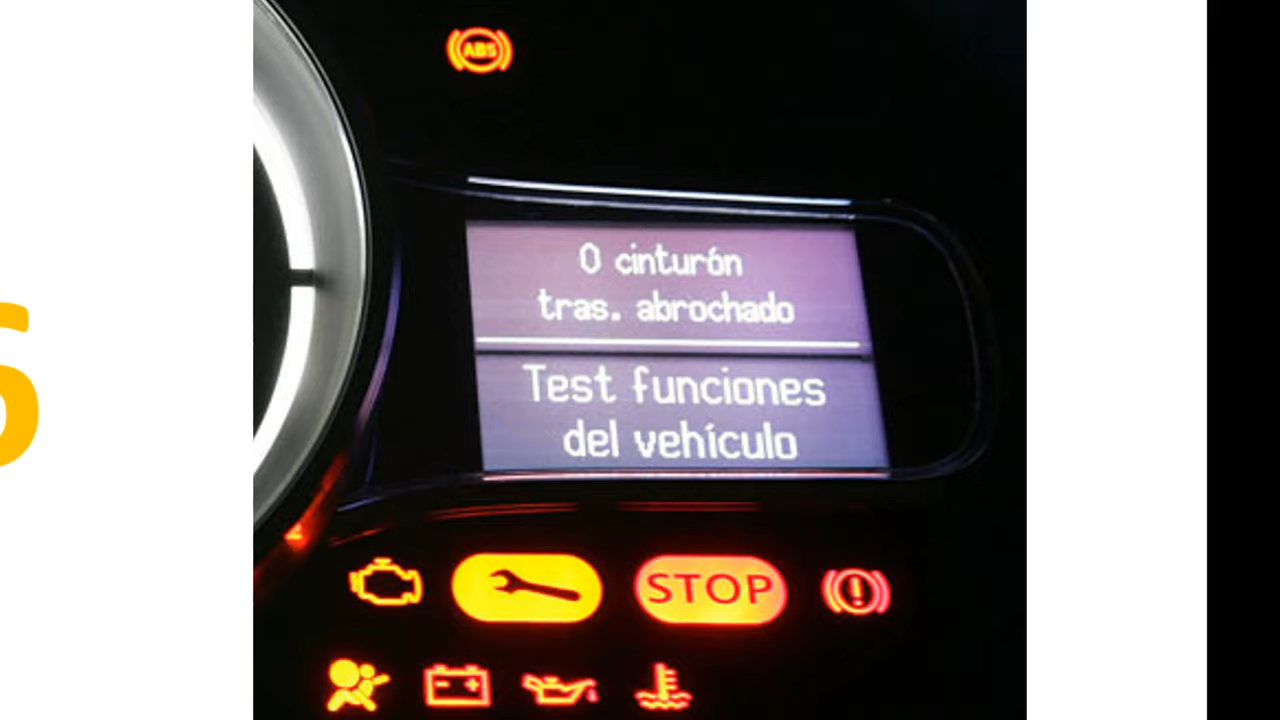 ABS
0 cinturón
tras. abrochado
Test funciones
del vehículo
STOP